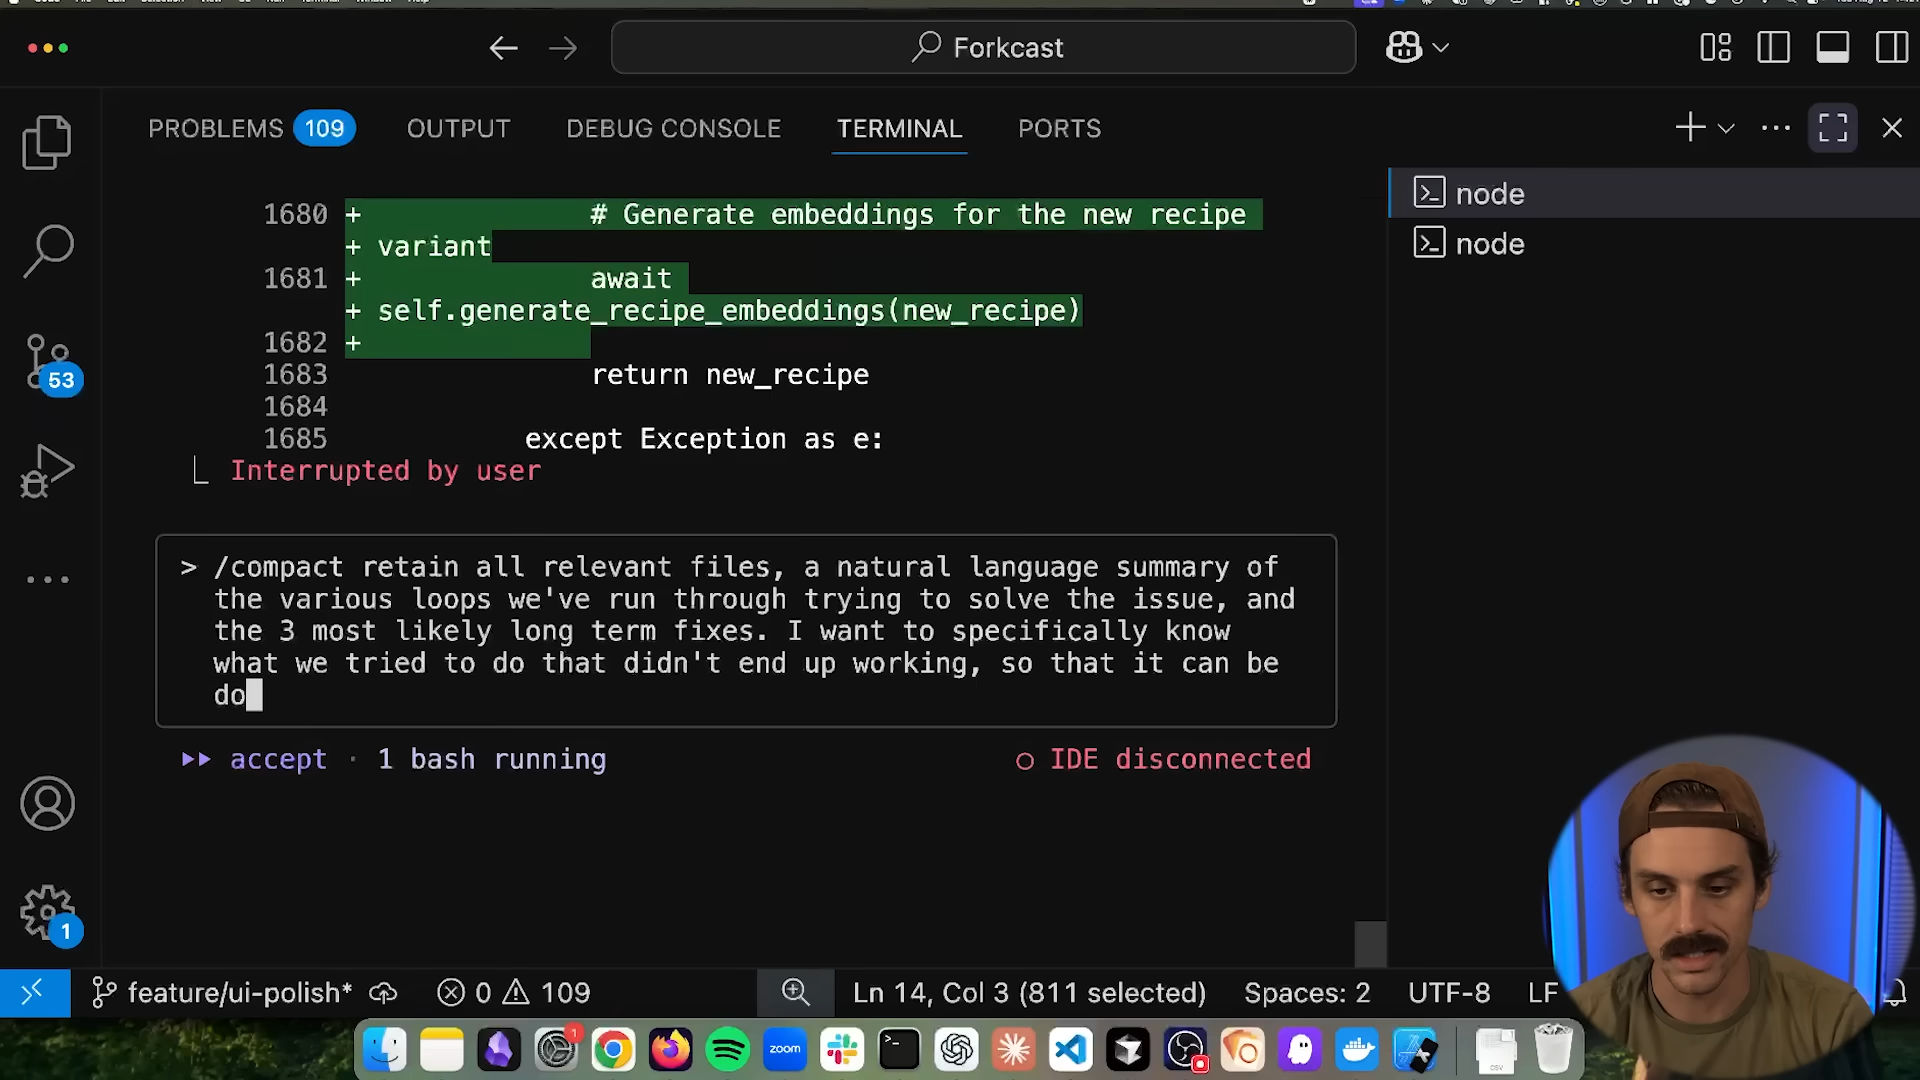 Forkcast
PROBLEMS 109 OUTPUT DEBUG CONSOLE TERMINAL PORTS
node
node
1680 + # Generate embeddings for the new recipe
+ variant
1681 + await
+ self.generate_recipe_embeddings(new_recipe)
1682 +
1683 return new_recipe
1684
1685 except Exception as e:
Interrupted by user
> /compact retain all relevant files, a natural language summary of
the various loops we've run through trying to solve the issue, and
the 3 most likely long term fixes. I want to specifically know
what we tried to do that didn't end up working, so that it can be
do
accept · 1 bash running
IDE disconnected
53
1
feature/ui-polish* 0 109 Ln 14, Col 3 (811 selected) Spaces: 2 UTF-8 LF
1
zoom
CSV